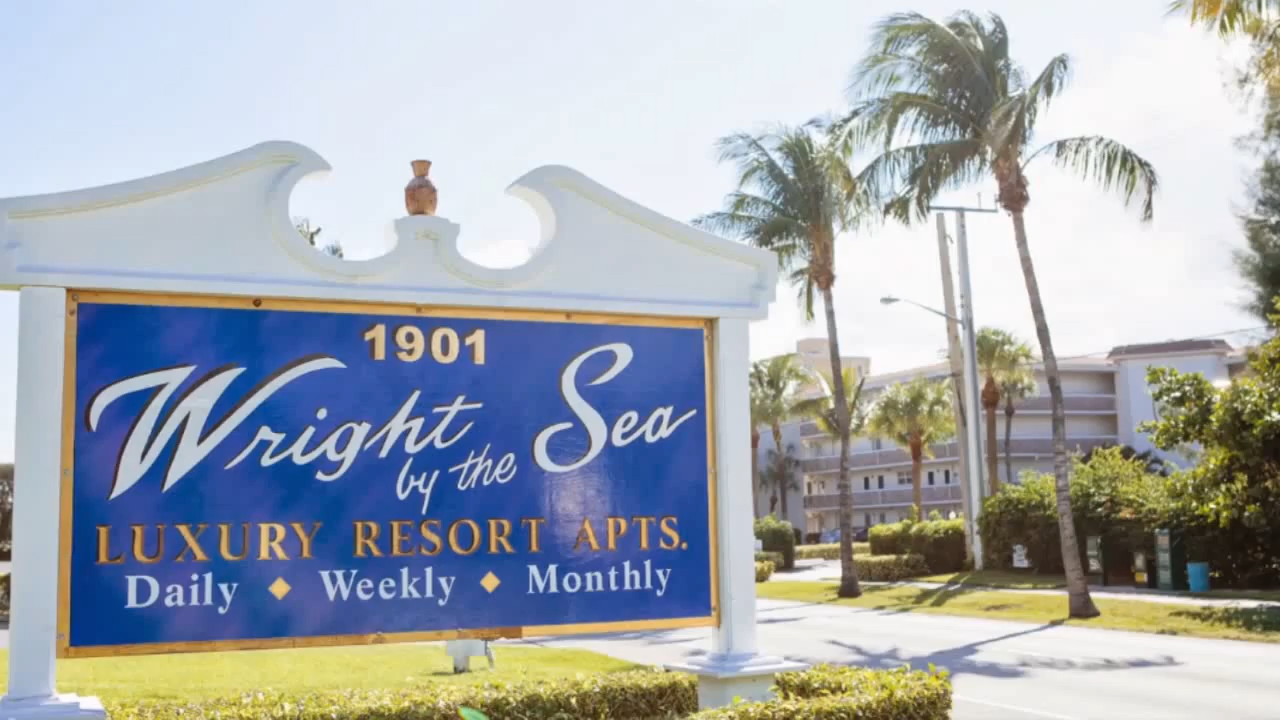 1901
Wright by the Sea
LUXURY RESORT APTS.
Daily ◆ Weekly ◆ Monthly